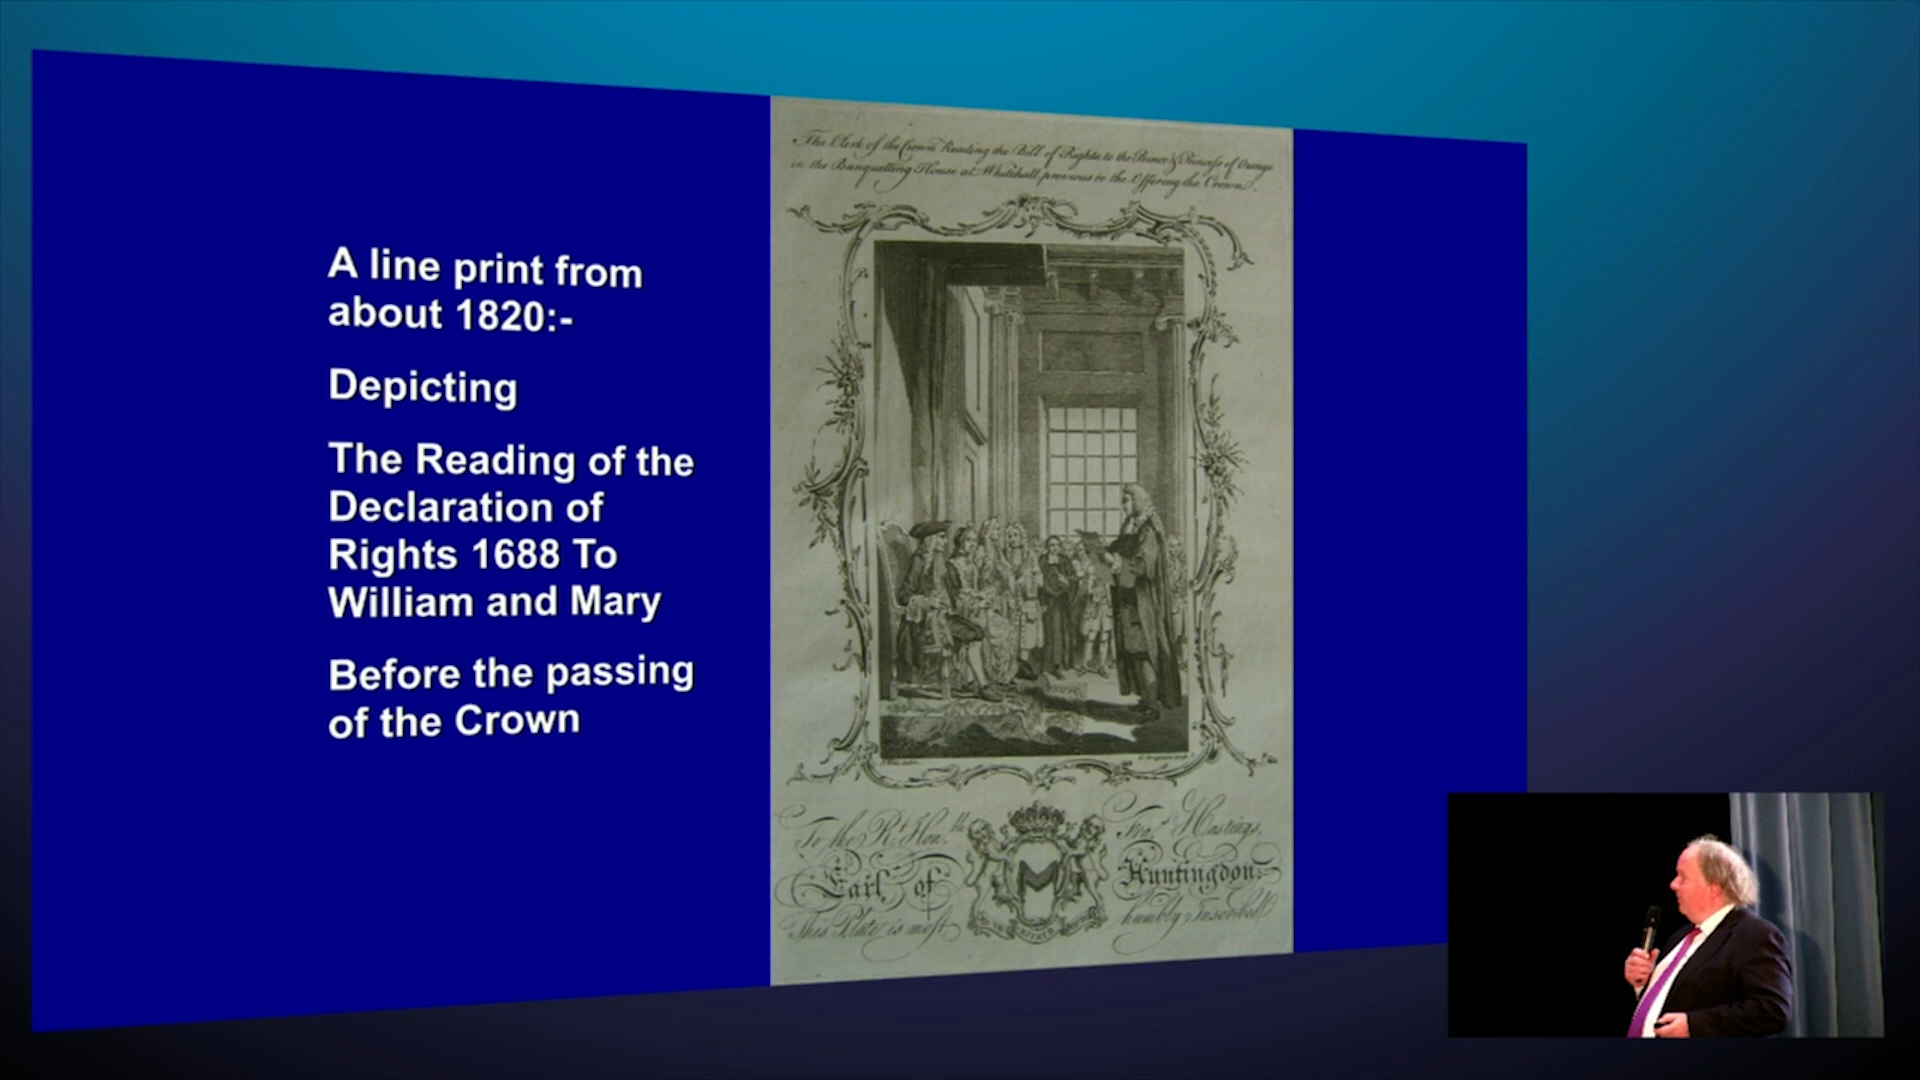 A line print from
about 1820:-
Depicting
The Reading of the
Declaration of
Rights 1688 To
William and Mary
Before the passing
of the Crown
The Clerk of the Crown Reading the Bill of Rights to the Prince & Princess of Orange
in the Banquetting House at Whitehall, previous to the Offering the Crown.
To the Rt. Honble. Fras. Hastings,
Earl of Huntingdon
This Plate is most humbly Inscribed